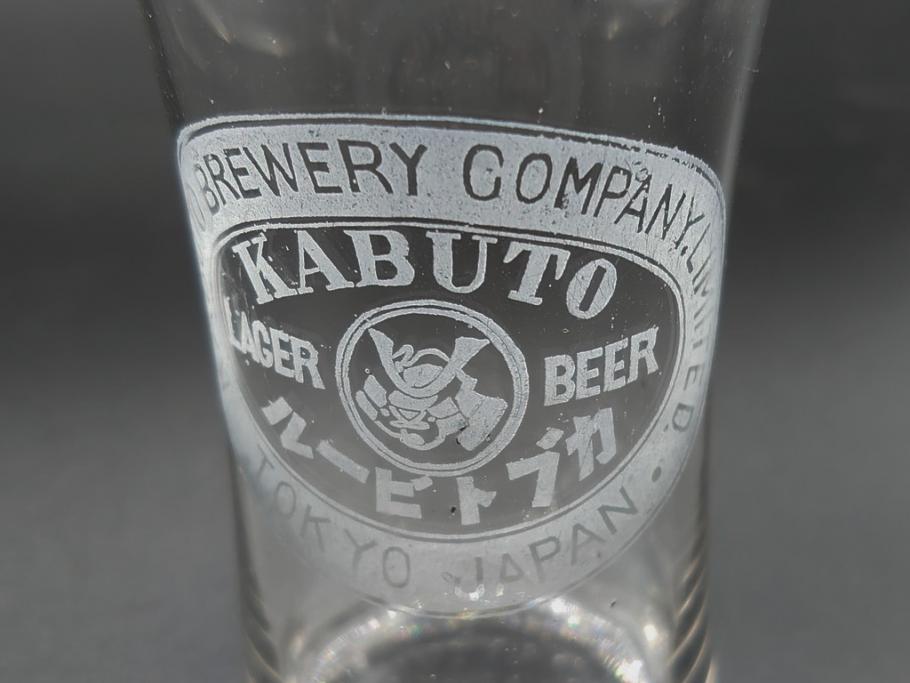 BREWERY COMPANY, LIMITED.
KABUTO
LAGER BEER
ルービトブカ
TOKYO JAPAN.